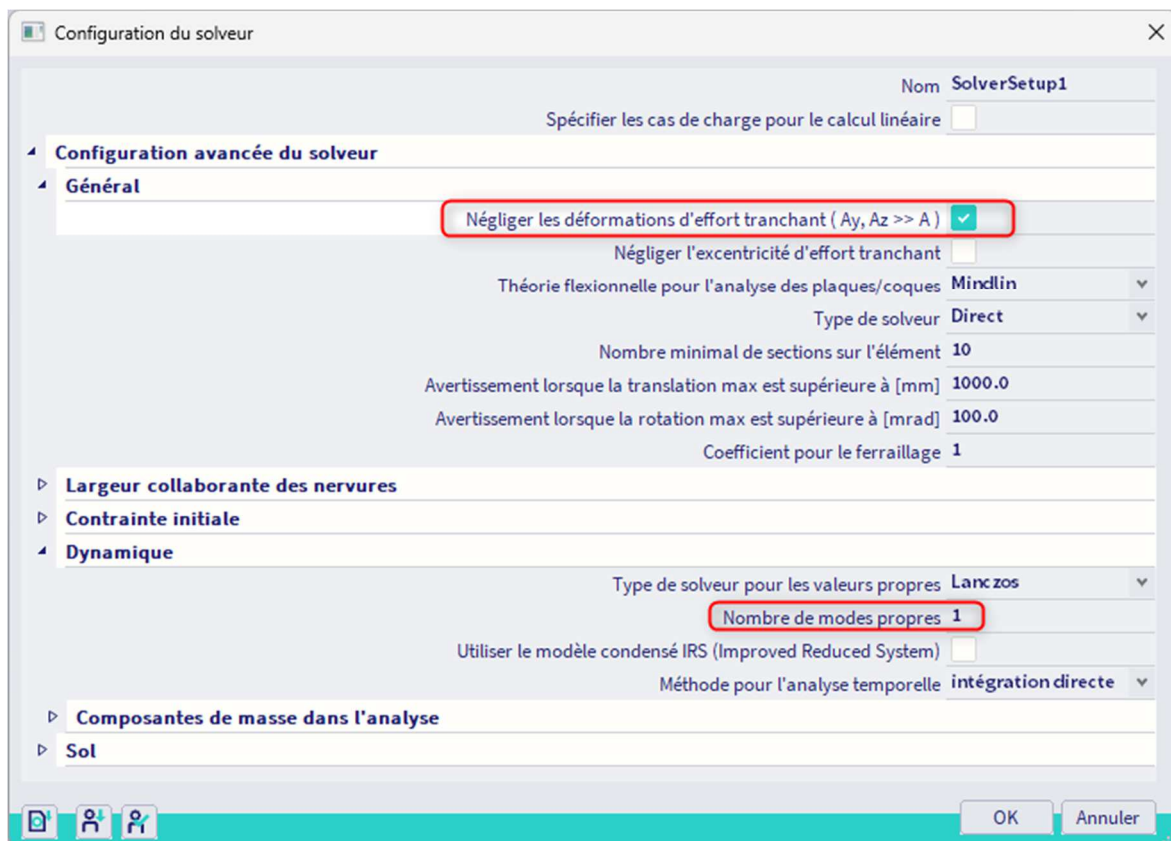 Configuration du solveur
Nom SolverSetup1
Spécifier les cas de charge pour le calcul linéaire
Configuration avancée du solveur
Général
Négliger les déformations d'effort tranchant ( Ay, Az >> A )
Négliger l'excentricité d'effort tranchant
Théorie flexionnelle pour l'analyse des plaques/coques Mindlin
Type de solveur Direct
Nombre minimal de sections sur l'élément 10
Avertissement lorsque la translation max est supérieure à [mm] 1000.0
Avertissement lorsque la rotation max est supérieure à [mrad] 100.0
Coefficient pour le ferraillage 1
Largeur collaborante des nervures
Contrainte initiale
Dynamique
Type de solveur pour les valeurs propres Lanczos
Nombre de modes propres 1
Utiliser le modèle condensé IRS (Improved Reduced System)
Méthode pour l'analyse temporelle intégration directe
Composantes de masse dans l'analyse
Sol
OK Annuler